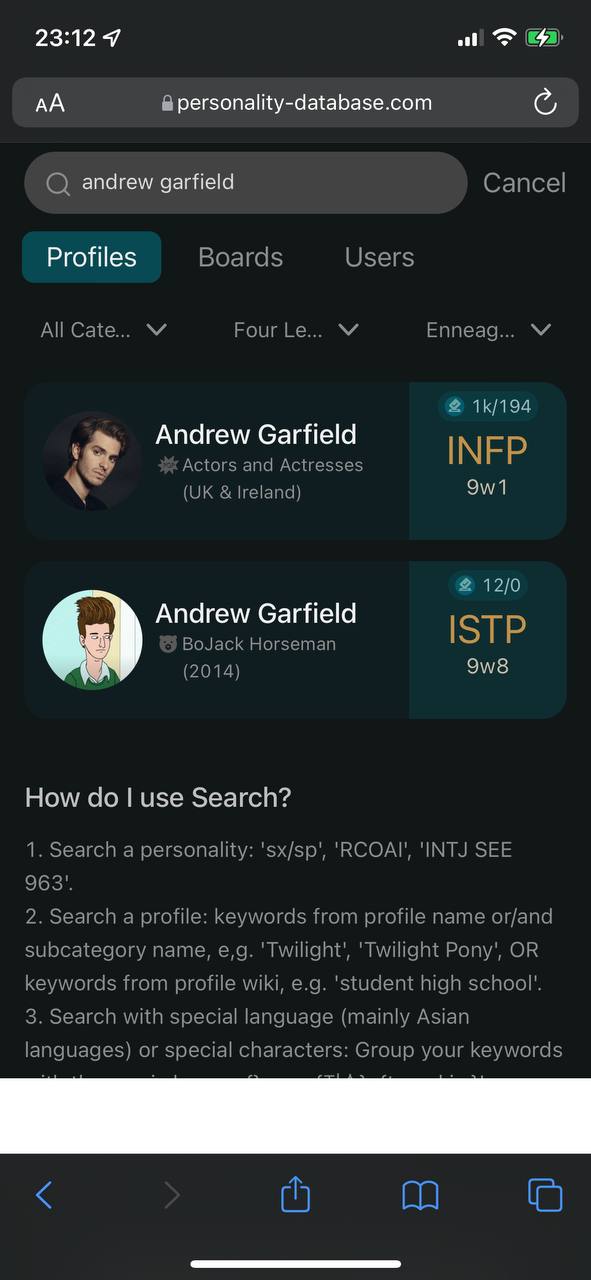 23:12
AA personality-database.com
andrew garfield Cancel
Profiles Boards Users
All Cate... Four Le... Enneag...
Andrew Garfield
Actors and Actresses
(UK & Ireland)
1k/194
INFP
9w1
Andrew Garfield
BoJack Horseman
(2014)
12/0
ISTP
9w8
How do I use Search?
1. Search a personality: 'sx/sp', 'RCOAI', 'INTJ SEE
963'.
2. Search a profile: keywords from profile name or/and
subcategory name, e,g. 'Twilight', 'Twilight Pony', OR
keywords from profile wiki, e.g. 'student high school'.
3. Search with special language (mainly Asian
languages) or special characters: Group your keywords